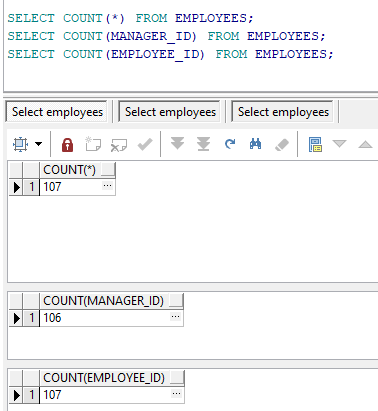 SELECT COUNT(*) FROM EMPLOYEES;
SELECT COUNT(MANAGER_ID) FROM EMPLOYEES;
SELECT COUNT(EMPLOYEE_ID) FROM EMPLOYEES;
Select employees Select employees Select employees
COUNT(*)
1 107 ...
COUNT(MANAGER_ID)
1 106 ...
COUNT(EMPLOYEE_ID)
1 107 ...